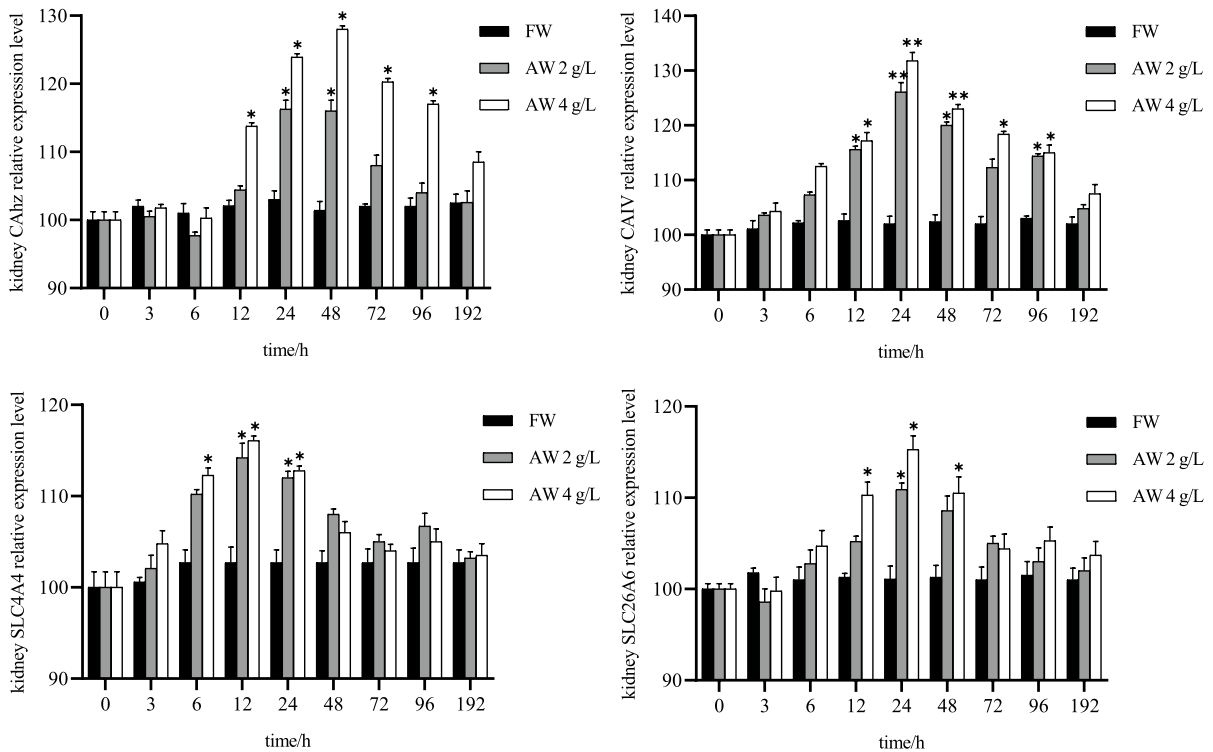 kidney CAhz relative expression level
130
120
110
100
90
* * * * * * *
0 3 6 12 24 48 72 96 192
time/h
FW
AW 2 g/L
AW 4 g/L
kidney CAIV relative expression level
140
130
120
110
100
90
* * ** ** * ** * * *
0 3 6 12 24 48 72 96 192
time/h
FW
AW 2 g/L
AW 4 g/L
kidney SLC4A4 relative expression level
120
110
100
90
* * * * *
0 3 6 12 24 48 72 96 192
time/h
FW
AW 2 g/L
AW 4 g/L
kidney SLC26A6 relative expression level
120
110
100
90
* * * *
0 3 6 12 24 48 72 96 192
time/h
FW
AW 2 g/L
AW 4 g/L